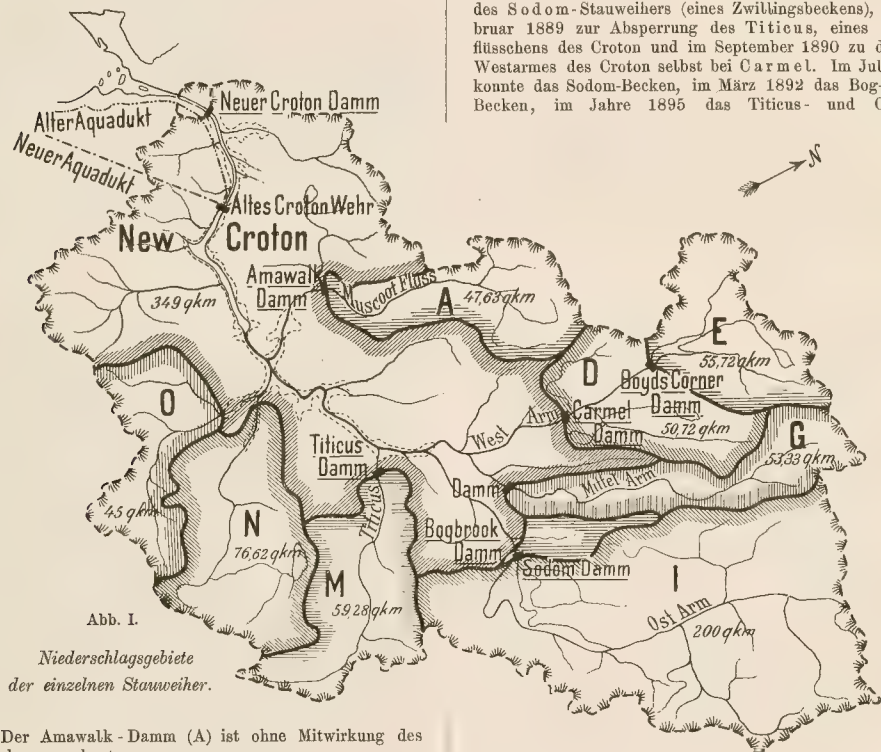 des Sodom-Stauweihers (eines Zwillingsbeckens),
bruar 1889 zur Absperrung des Titicus, eines
flüsschens des Croton und im September 1890 zu d
Westarmes des Croton selbst bei Carmel. Im Jul
konnte das Sodom-Becken, im März 1892 das Bog-
Becken, im Jahre 1895 das Titicus- und C
N
Neuer Croton Damm
Alter Aquadukt
Neuer Aquadukt
Altes Croton Wehr
New Croton
Amawalk
Damm
Muscoot Fluss
47,63 qkm
A
349 qkm
E
55,72 qkm
D
Boyds Corner
Damm
O
West Arm
Carmel
Damm
50,72 qkm
G
53,33 qkm
Titicus
Damm
Damm
Mittel Arm
45 qkm
N
76,62 qkm
Titicus
Bogbrook
Damm
Sodom Damm
I
M
59,28 qkm
Ost Arm
200 qkm
Abb. I.
Niederschlagsgebiete
der einzelnen Stauweiher.
Der Amawalk-Damm (A) ist ohne Mitwirkung des